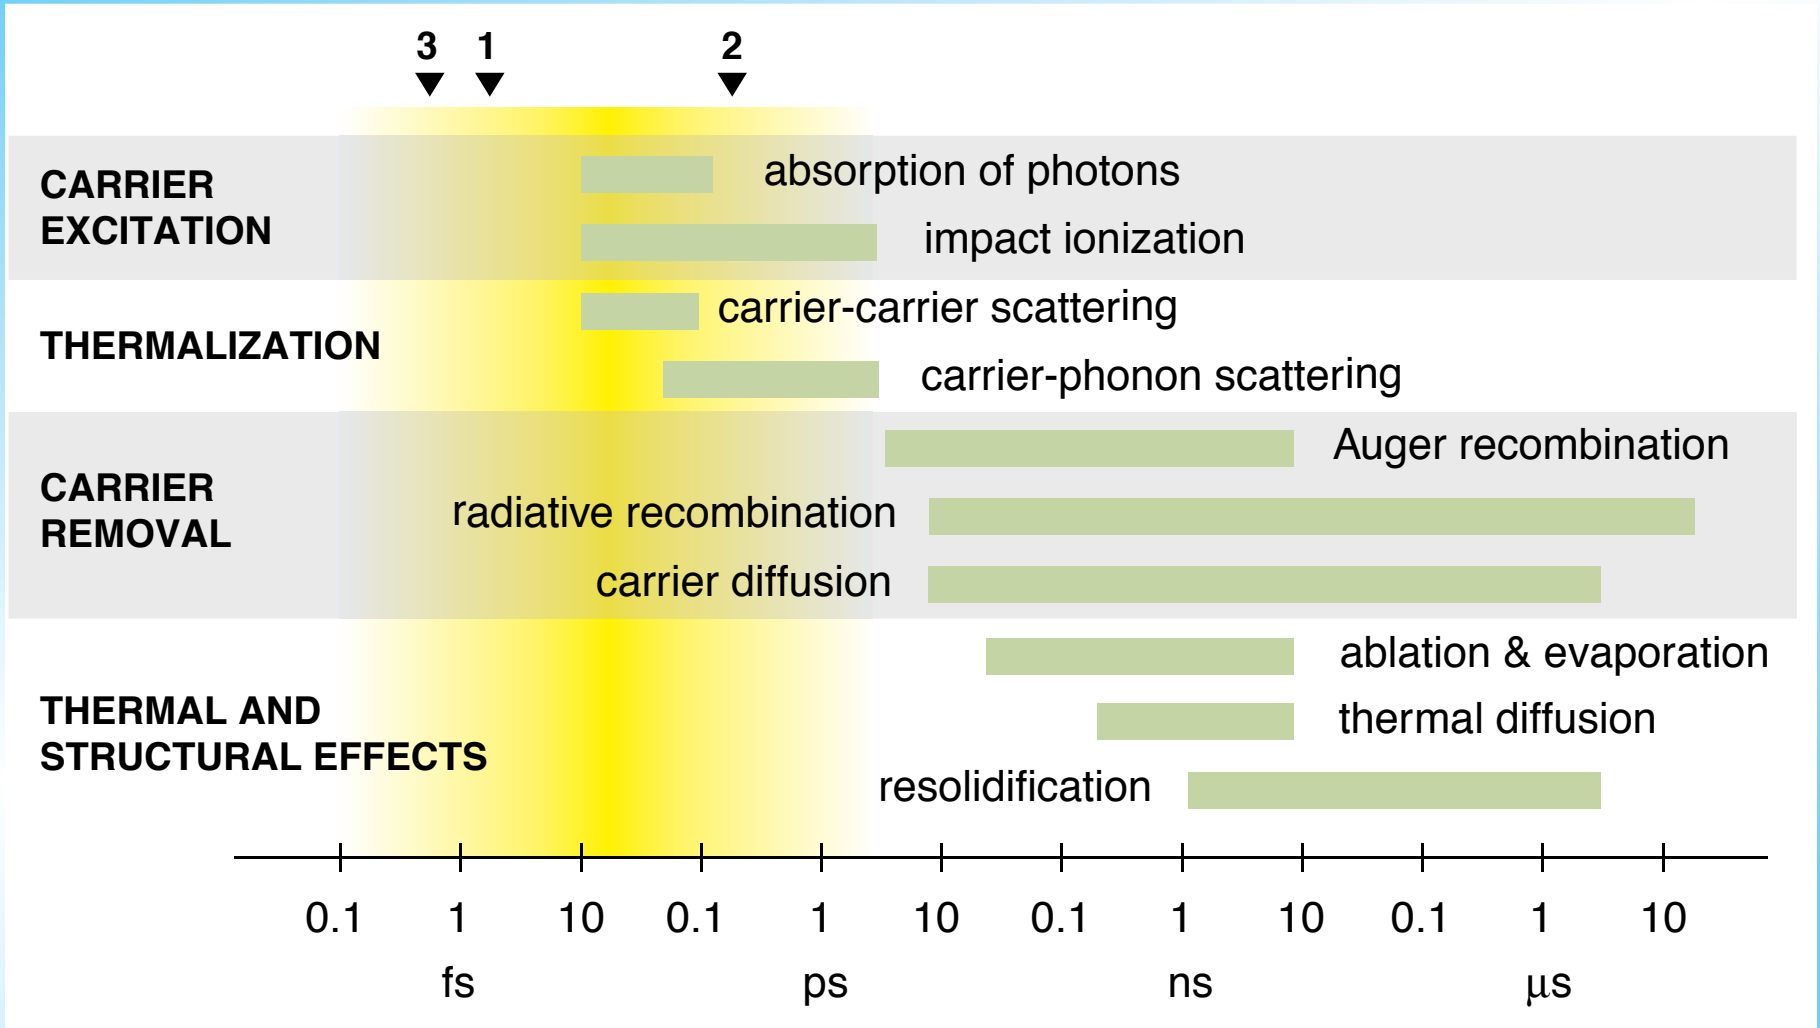 3 1 2
CARRIER
EXCITATION
absorption of photons
impact ionization
THERMALIZATION
carrier-carrier scattering
carrier-phonon scattering
CARRIER
REMOVAL
Auger recombination
radiative recombination
carrier diffusion
THERMAL AND
STRUCTURAL EFFECTS
ablation & evaporation
thermal diffusion
resolidification
0.1 1 10 0.1 1 10 0.1 1 10 0.1 1 10
fs ps ns μs